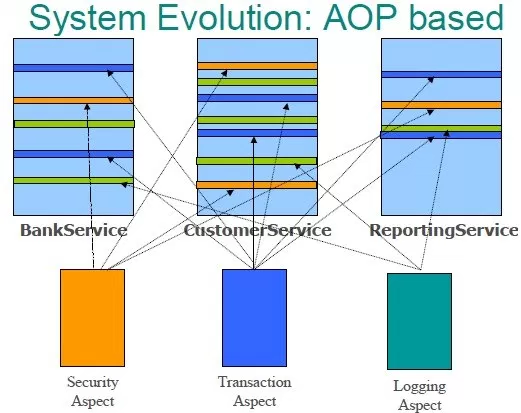 System Evolution: AOP based
BankService
CustomerService
ReportingService
Security
Aspect
Transaction
Aspect
Logging
Aspect